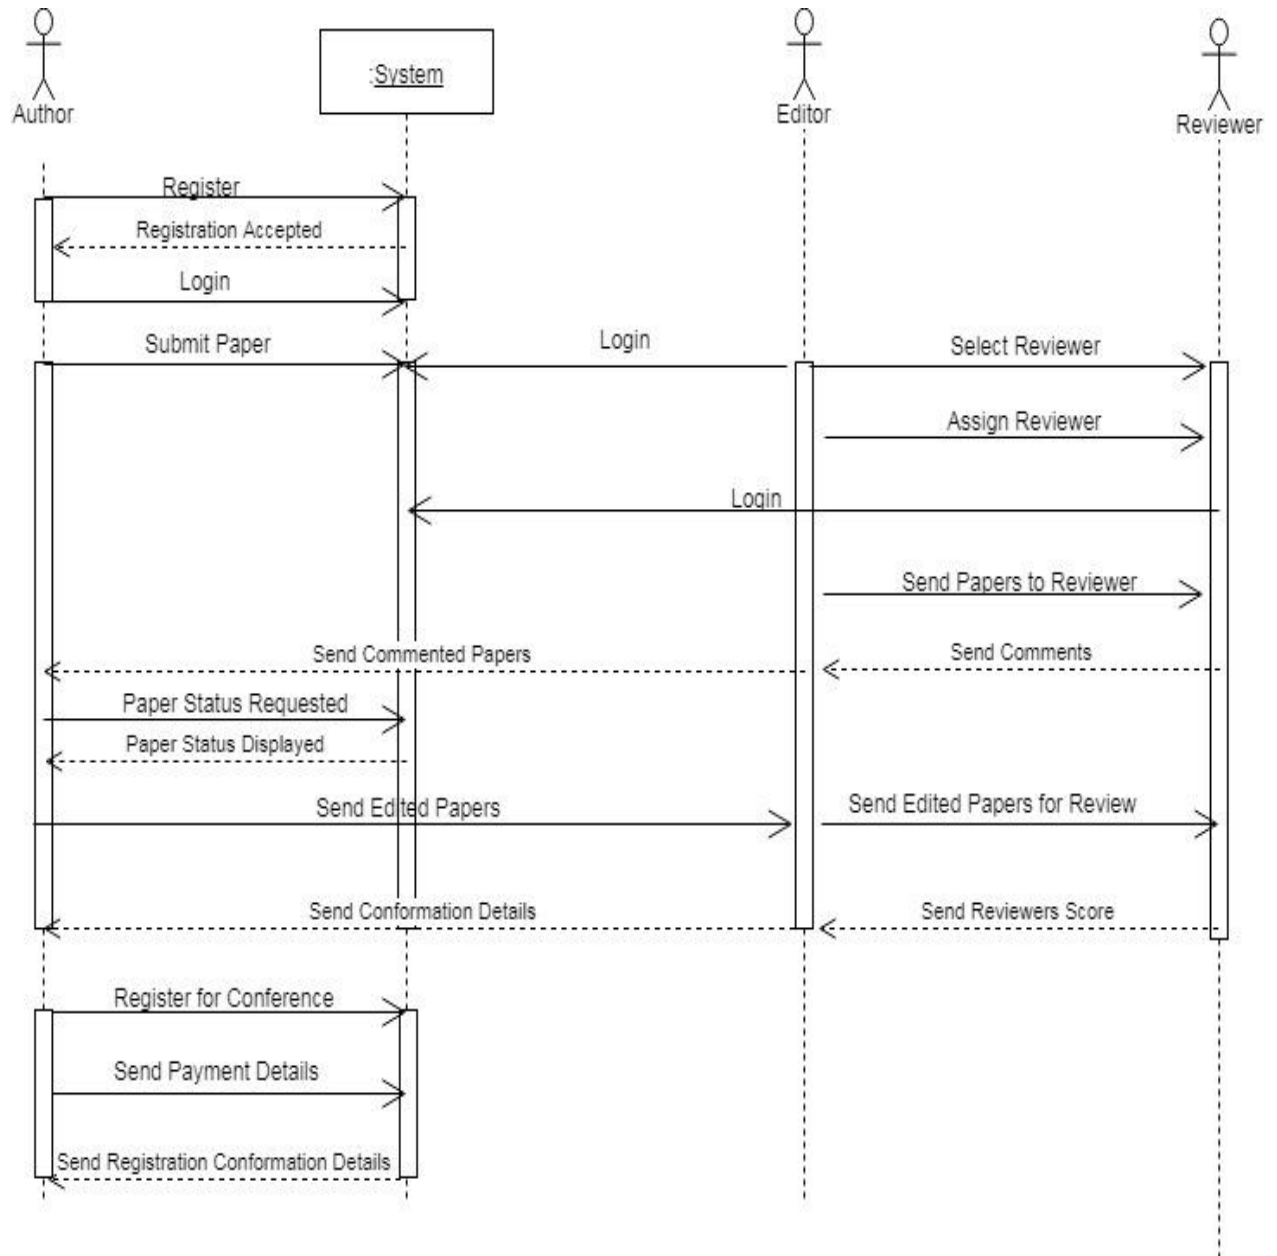 Author
:System
Editor
Reviewer
Register
Registration Accepted
Login
Submit Paper
Login
Select Reviewer
Assign Reviewer
Login
Send Papers to Reviewer
Send Commented Papers
Send Comments
Paper Status Requested
Paper Status Displayed
Send Edited Papers
Send Edited Papers for Review
Send Conformation Details
Send Reviewers Score
Register for Conference
Send Payment Details
Send Registration Conformation Details